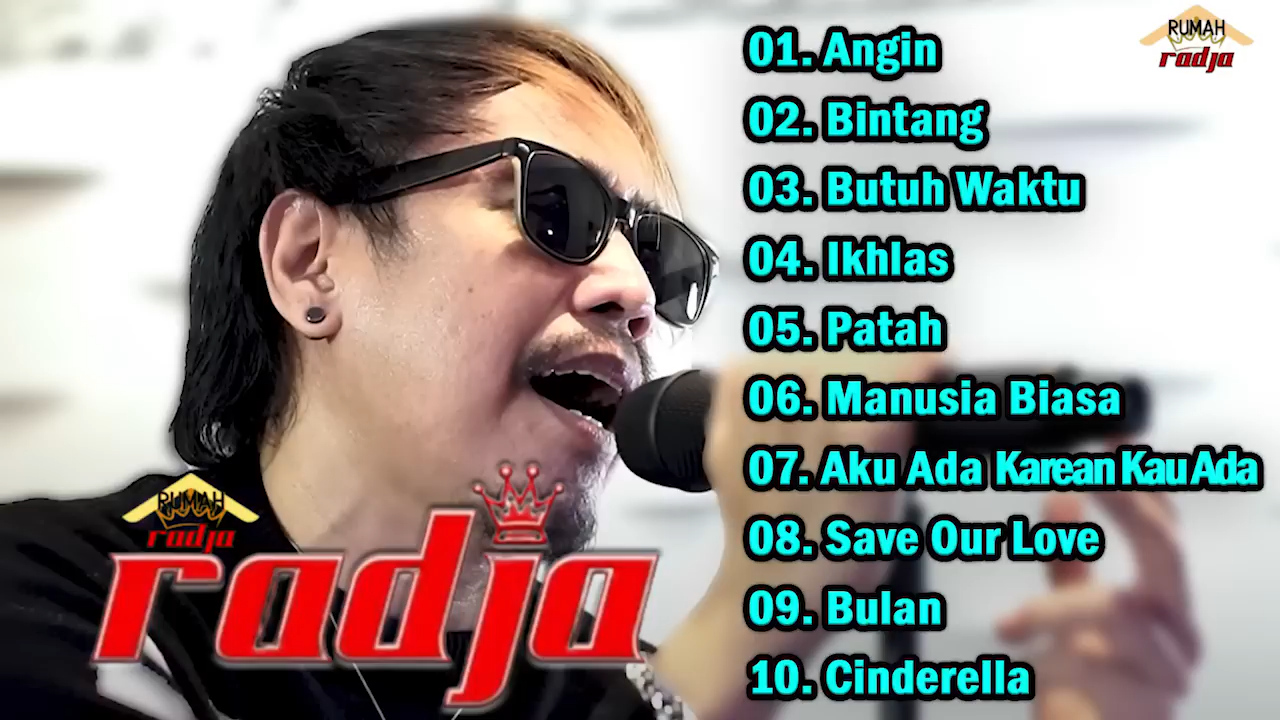 RUMAH
radja
01. Angin
02. Bintang
03. Butuh Waktu
04. Ikhlas
05. Patah
06. Manusia Biasa
07. Aku Ada Karean Kau Ada
08. Save Our Love
09. Bulan
10. Cinderella
RUMAH
radja
radja